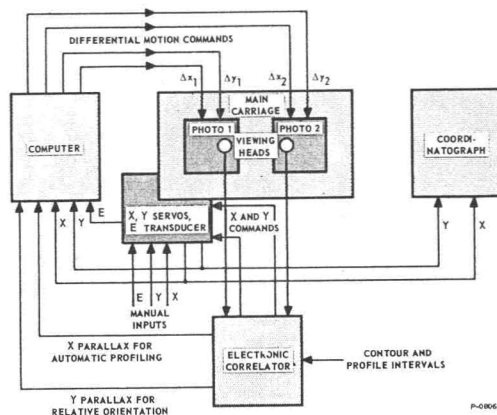 DIFFERENTIAL MOTION COMMANDS
Δx1 Δy1 Δx2 Δy2
MAIN
CARRIAGE
PHOTO 1
PHOTO 2
VIEWING
HEADS
COMPUTER
COORDI-
NATOGRAPH
E
Y
X
X, Y SERVOS,
E TRANSDUCER
X AND Y
COMMANDS
Y
X
E Y X
MANUAL
INPUTS
X PARALLAX FOR
AUTOMATIC PROFILING
ELECTRONIC
CORRELATOR
CONTOUR AND
PROFILE INTERVALS
Y PARALLAX FOR
RELATIVE ORIENTATION
P-0806